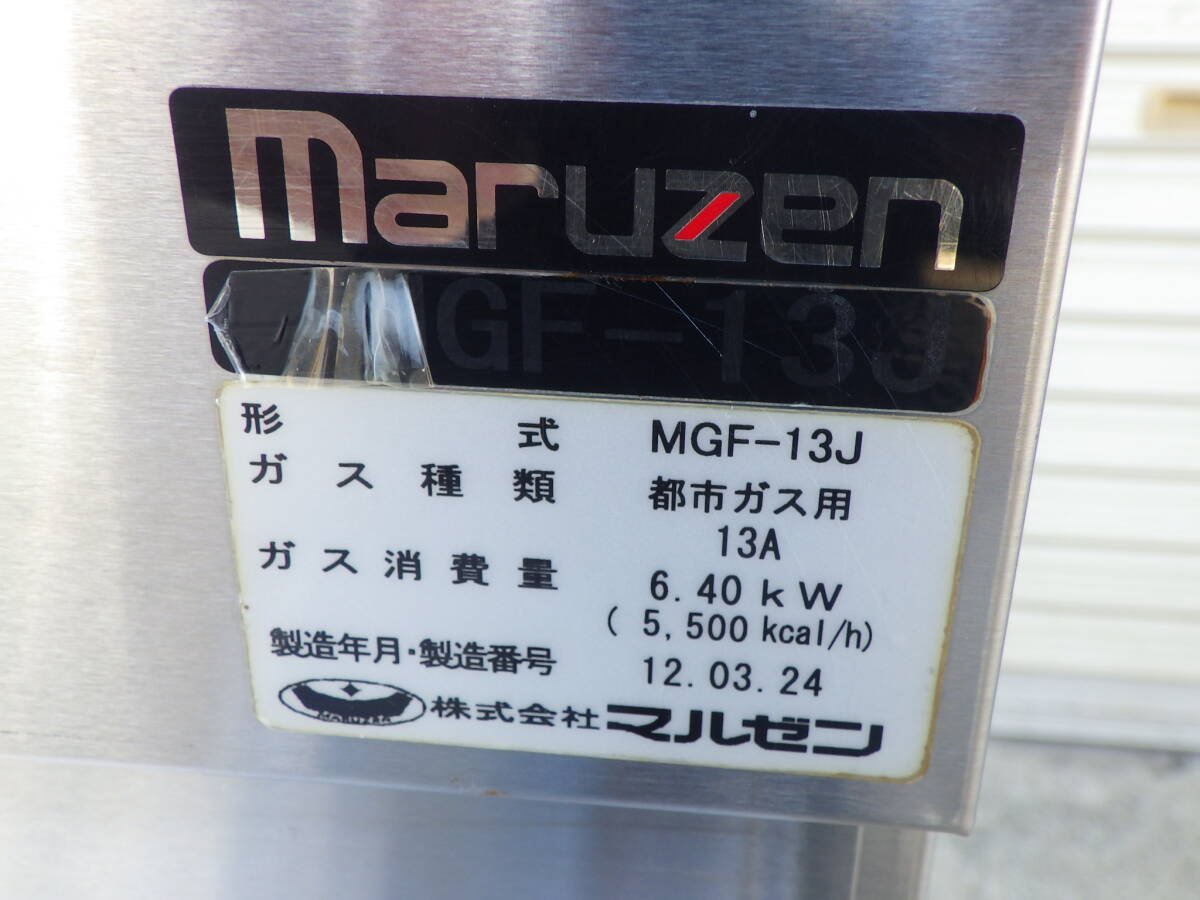 maruzen
MGF-13J
形式 MGF-13J
ガス種類 都市ガス用
13A
ガス消費量 6.40kW
(5,500kcal/h)
製造年月・製造番号 12.03.24
MARUZEN 株式会社マルゼン